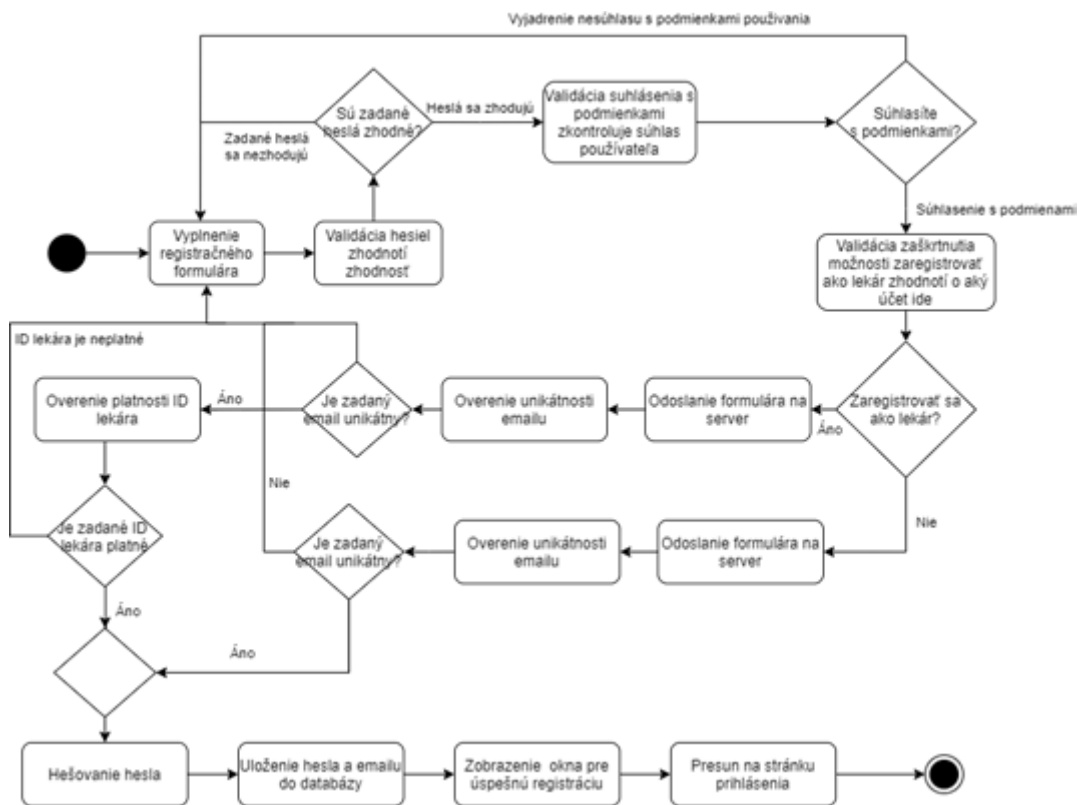 Vyjadrenie nesúhlasu s podmienkami použivania
Sú zadané
heslá zhodné?
Heslá sa zhodujú
Validácia suhlásenia s
podmienkami
zkontroluje súhlas
používateľa
Súhlasíte
s podmienkami?
Zadané heslá
sa nezhodujú
Súhlasenie s podmienami
Vyplnenie
registračného
formulára
Validácia hesiel
zhodnotí
zhodnosť
Validácia zaškrtnutia
možnosti zaregistrovať
ako lekár zhodnotí o aký
účet ide
ID lekára je neplatné
Overenie platnosti ID
lekára
Áno
Je zadaný
email unikátny?
Overenie unikátnosti
emailu
Odoslanie formulára na
server
Áno
Zaregistrovať sa
ako lekár?
Nie
Je zadané ID
lekára platné
Je zadaný
email unikátny?
Overenie unikátnosti
emailu
Odoslanie formulára na
server
Nie
Áno
Áno
Hešovanie hesla
Uloženie hesla a emailu
do databázy
Zobrazenie okna pre
úspešnú registráciu
Presun na stránku
prihlásenia